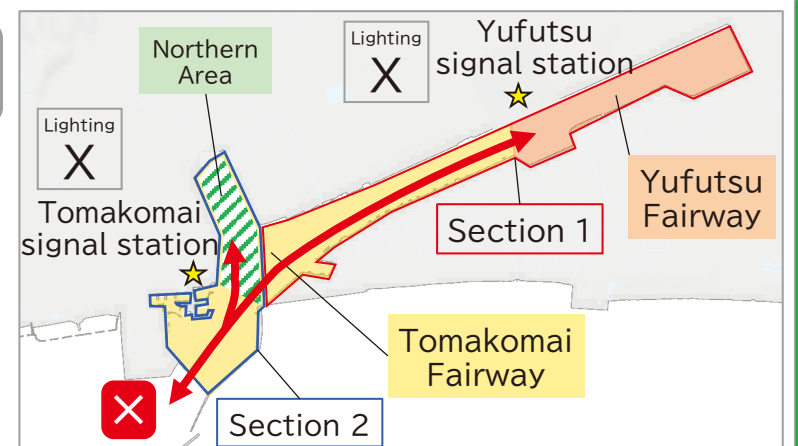 Northern
Area
Lighting
X
Yufutsu
signal station
Lighting
X
Tomakomai
signal station
Section 1
Yufutsu
Fairway
Tomakomai
Fairway
Section 2